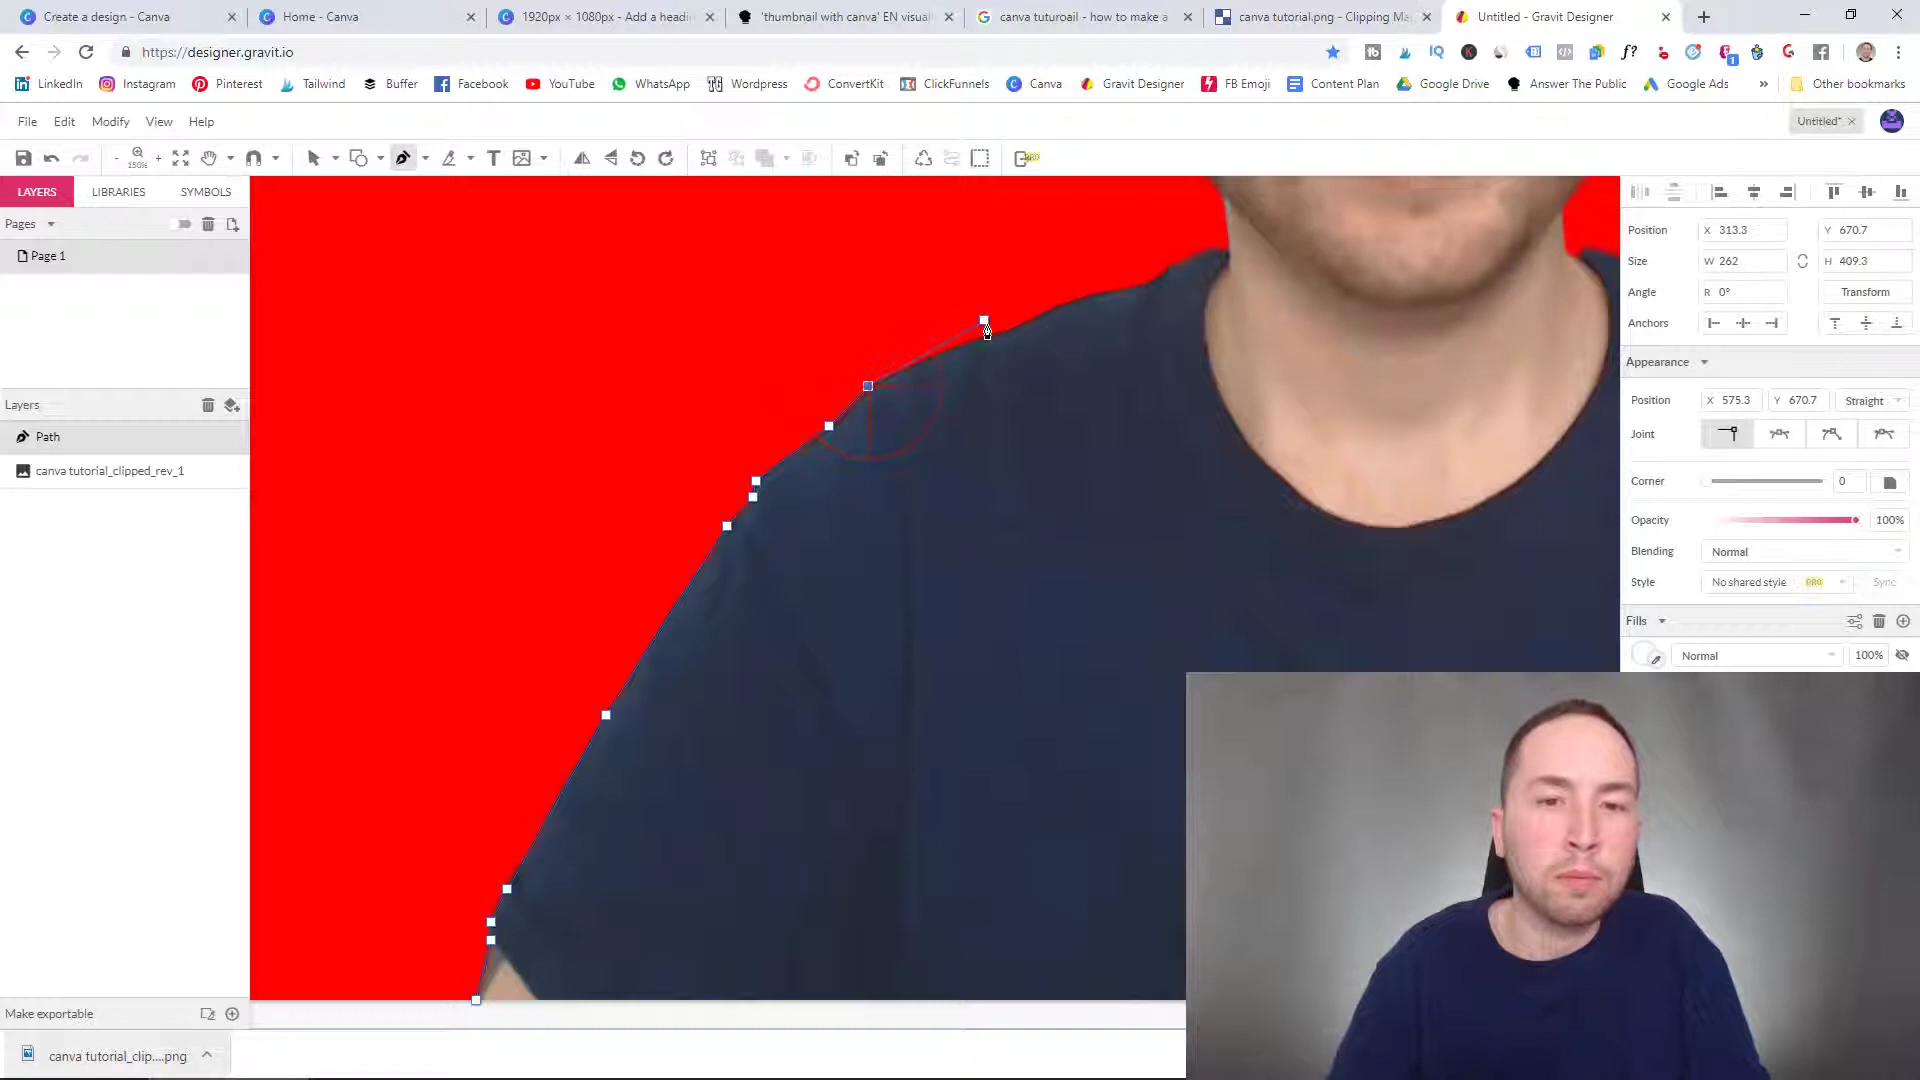 Create a design - Canva
Home - Canva
1920px × 1080px - Add a headi
'thumbnail with canva' EN visual
canva tuturoail - how to make a
canva tutorial.png - Clipping Ma
Untitled - Gravit Designer
https://designer.gravit.io
LinkedIn Instagram Pinterest Tailwind Buffer Facebook YouTube WhatsApp Wordpress ConvertKit ClickFunnels Canva Gravit Designer FB Emoji Content Plan Google Drive Answer The Public Google Ads » Other bookmarks
File Edit Modify View Help
Untitled*
- 150% +
PRO
LAYERS LIBRARIES SYMBOLS
Pages
Page 1
Layers
Path
canva tutorial_clipped_rev_1
Make exportable
canva tutorial_clip....png
Position X 313.3 Y 670.7
Size W 262 H 409.3
Angle R 0° Transform
Anchors
Appearance
Position X 575.3 Y 670.7 Straight
Joint
Corner 0
Opacity 100%
Blending Normal
Style No shared style PRO Sync
Fills
Normal 100%